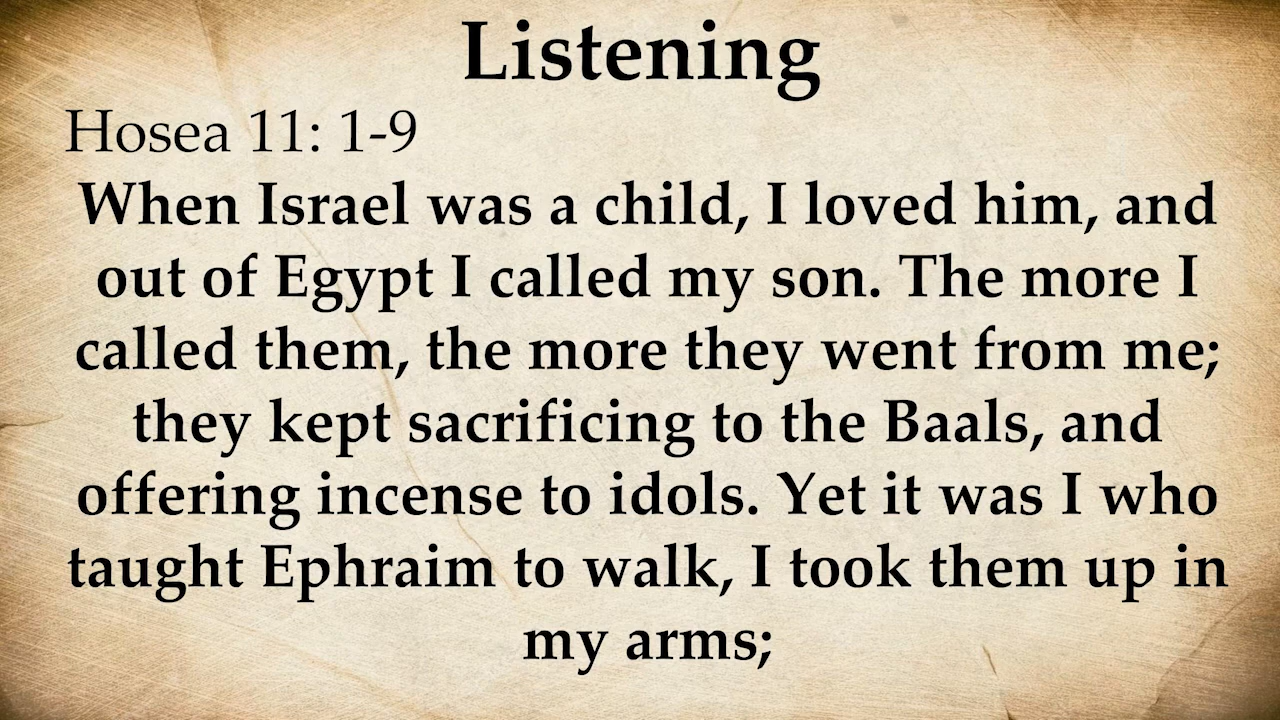 Listening
Hosea 11: 1-9
When Israel was a child, I loved him, and
out of Egypt I called my son. The more I
called them, the more they went from me;
they kept sacrificing to the Baals, and
offering incense to idols. Yet it was I who
taught Ephraim to walk, I took them up in
my arms;